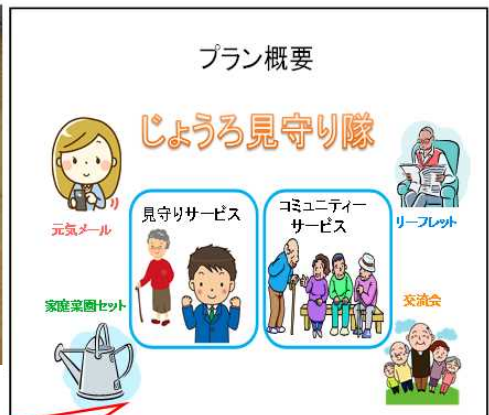 プラン概要
じょうろ見守り隊
元気メール
見守りサービス
コミュニティー
サービス
リーフレット
家庭菜園セット
交流会